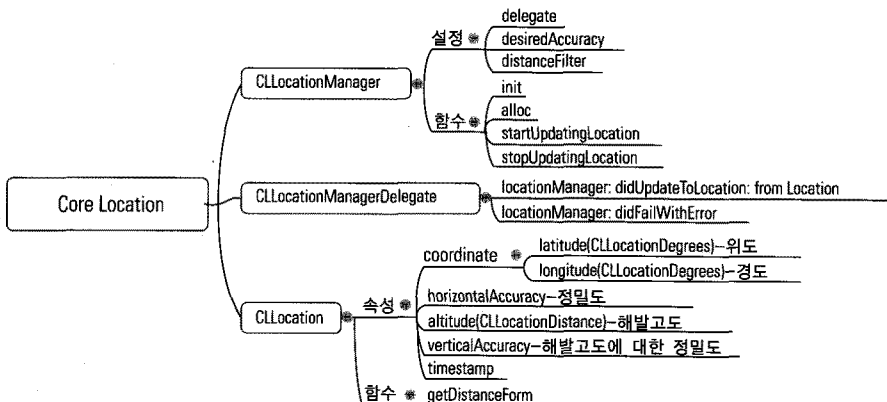 Core Location
CLLocationManager
설정
delegate
desiredAccuracy
distanceFilter
함수
init
alloc
startUpdatingLocation
stopUpdatingLocation
CLLocationManagerDelegate
locationManager: didUpdateToLocation: from Location
locationManager: didFailWithError
CLLocation
속성
coordinate
latitude(CLLocationDegrees)–위도
longitude(CLLocationDegrees)–경도
horizontalAccuracy–정밀도
altitude(CLLocationDistance)–해발고도
verticalAccuracy–해발고도에 대한 정밀도
timestamp
함수
getDistanceForm